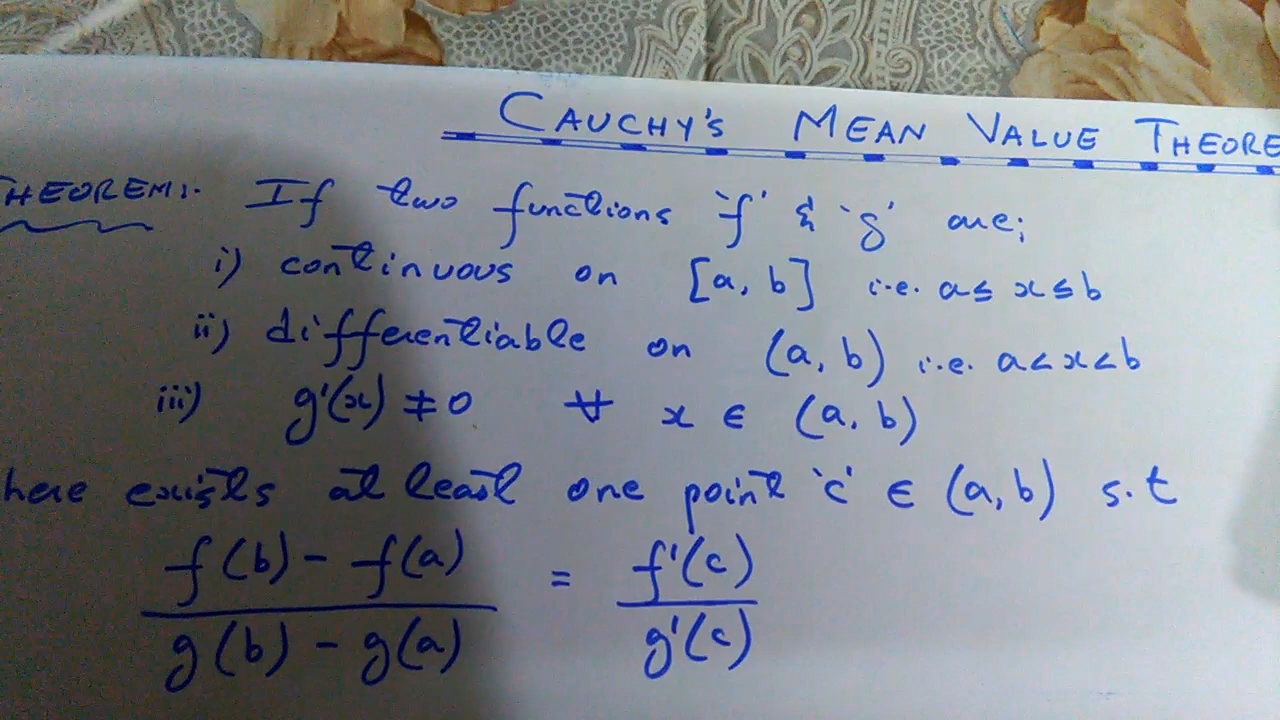 CAUCHY'S MEAN VALUE THEORE
THEOREM:- If two functions 'f' & 'g' are;
i) continuous on [a, b] i.e. a ≤ x ≤ b
ii) differentiable on (a, b) i.e. a < x < b
iii) g'(x) ≠ 0 ∀ x ∈ (a, b)
here exists at least one point 'c' ∈ (a, b) s.t
f(b) - f(a) = f'(c)
g(b) - g(a) g'(c)